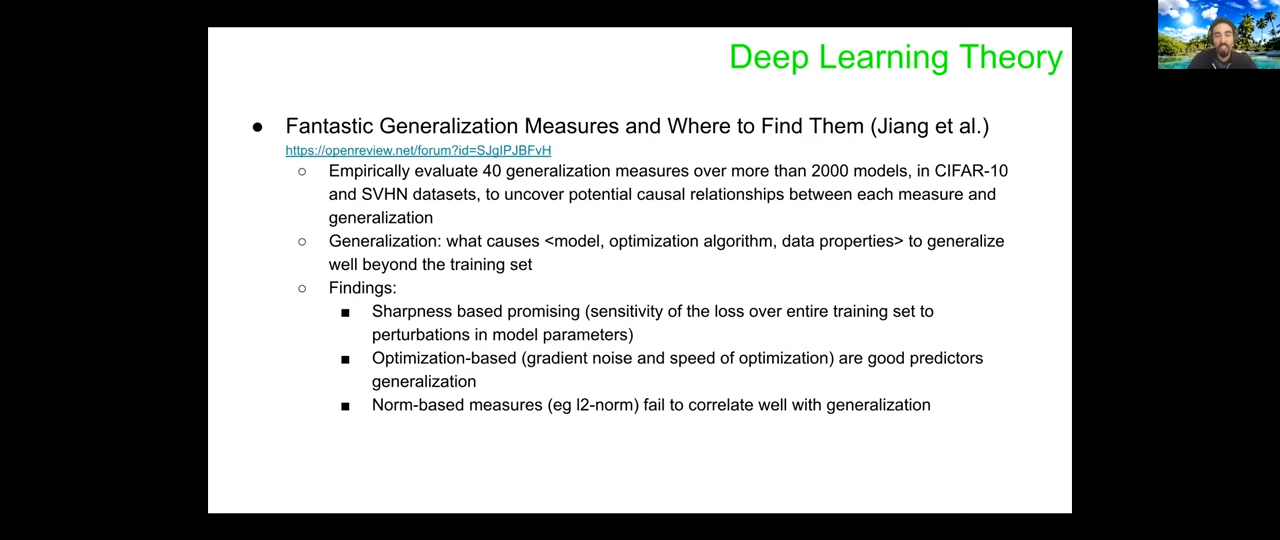 Deep Learning Theory
● Fantastic Generalization Measures and Where to Find Them (Jiang et al.)
https://openreview.net/forum?id=SJgIPJBFvH
○ Empirically evaluate 40 generalization measures over more than 2000 models, in CIFAR-10
and SVHN datasets, to uncover potential causal relationships between each measure and
generalization
○ Generalization: what causes <model, optimization algorithm, data properties> to generalize
well beyond the training set
○ Findings:
■ Sharpness based promising (sensitivity of the loss over entire training set to
perturbations in model parameters)
■ Optimization-based (gradient noise and speed of optimization) are good predictors
generalization
■ Norm-based measures (eg l2-norm) fail to correlate well with generalization